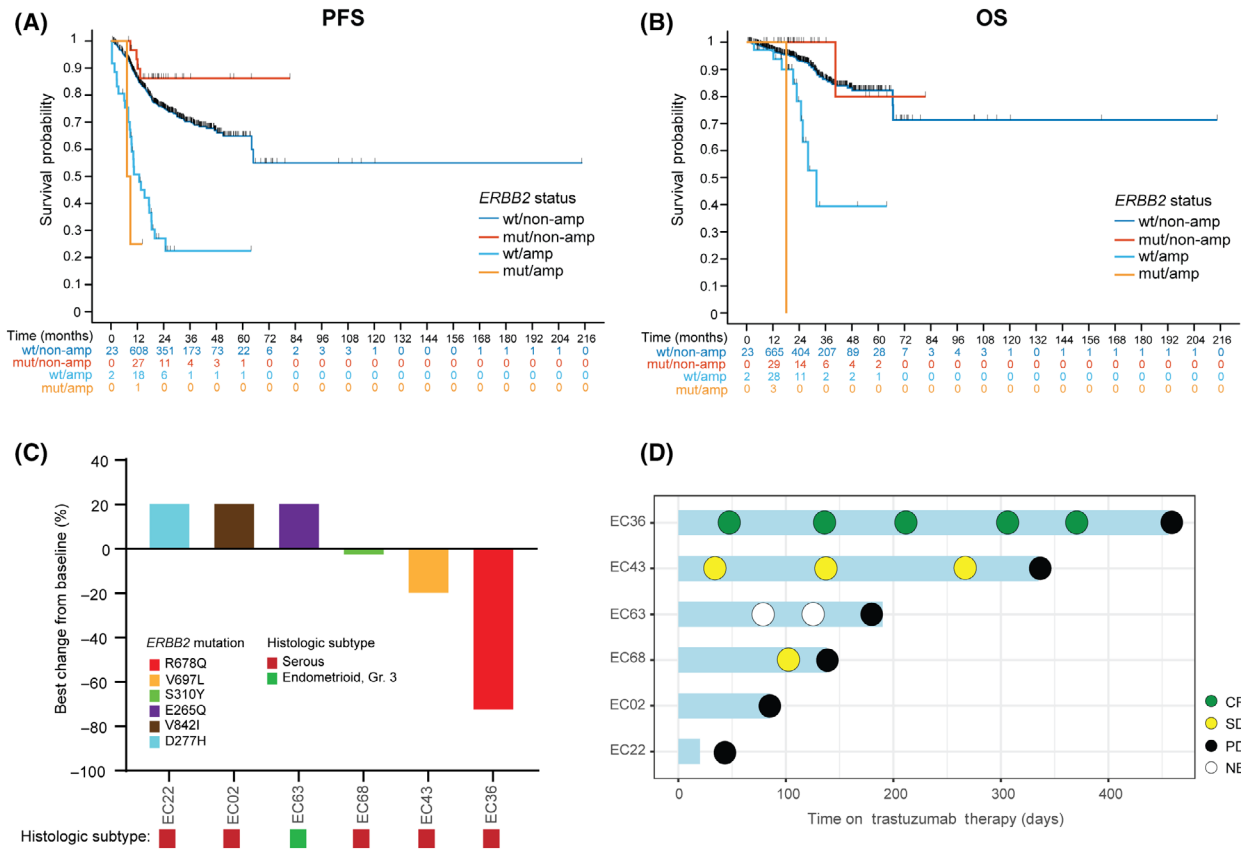 (A)
PFS
1
0.9
0.8
0.7
0.2
0.5
0.4
0.3
0.2
0.1
0
Survival probability
ERBB2 status
wt/non-amp
mut/non-amp
wt/amp
mut/amp
Time (months) 0 12 24 36 48 60 72 84 96 108 120 132 144 156 168 180 192 204 216
wt/non-amp 23 608 351 173 73 22 6 2 3 3 1 0 0 0 1 1 1 1 0
mut/non-amp 0 27 11 4 3 1 0 0 0 0 0 0 0 0 0 0 0 0 0
wt/amp 2 18 6 1 1 1 0 0 0 0 0 0 0 0 0 0 0 0 0
mut/amp 0 1 0 0 0 0 0 0 0 0 0 0 0 0 0 0 0 0 0
(B)
OS
1
0.9
0.8
0.7
0.2
0.5
0.4
0.3
0.2
0.1
1
Survival probability
ERBB2 status
wt/non-amp
mut/non-amp
wt/amp
mut/amp
Time (months) 0 12 24 36 48 60 72 84 96 108 120 132 144 156 168 180 192 204 216
wt/non-amp 23 665 404 207 89 28 7 3 4 3 1 0 1 1 1 1 1 1 0
mut/non-amp 0 29 14 6 4 2 0 0 0 0 0 0 0 0 0 0 0 0 0
wt/amp 2 28 11 2 2 1 0 0 0 0 0 0 0 0 0 0 0 0 0
mut/amp 0 3 0 0 0 0 0 0 0 0 0 0 0 0 0 0 0 0 0
(C)
40
20
0
−20
−40
−60
−80
−100
Best change from baseline (%)
ERBB2 mutation
R678Q
V697L
S310Y
E265Q
V842I
D277H
Histologic subtype
Serous
Endometrioid, Gr. 3
EC22 EC02 EC63 EC68 EC43 EC36
Histologic subtype:
(D)
EC36
EC43
EC63
EC68
EC02
EC22
0 100 200 300 400
Time on trastuzumab therapy (days)
SD
PD
NE